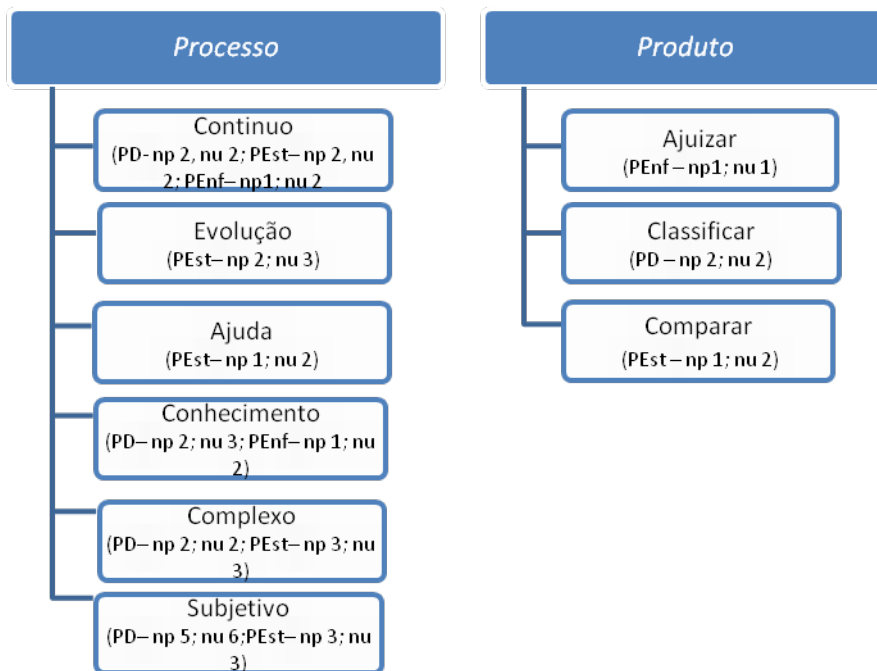 Processo
Continuo
(PD- np 2, nu 2; PEst– np 2, nu
2; PEnf– np1; nu 2
Evolução
(PEst– np 2; nu 3)
Ajuda
(PEst– np 1; nu 2)
Conhecimento
(PD– np 2; nu 3; PEnf– np 1; nu
2)
Complexo
(PD– np 2; nu 2; PEst– np 3; nu
3)
Subjetivo
(PD– np 5; nu 6;PEst– np 3; nu
3)
Produto
Ajuizar
(PEnf – np1; nu 1)
Classificar
(PD – np 2; nu 2)
Comparar
(PEst– np 1; nu 2)